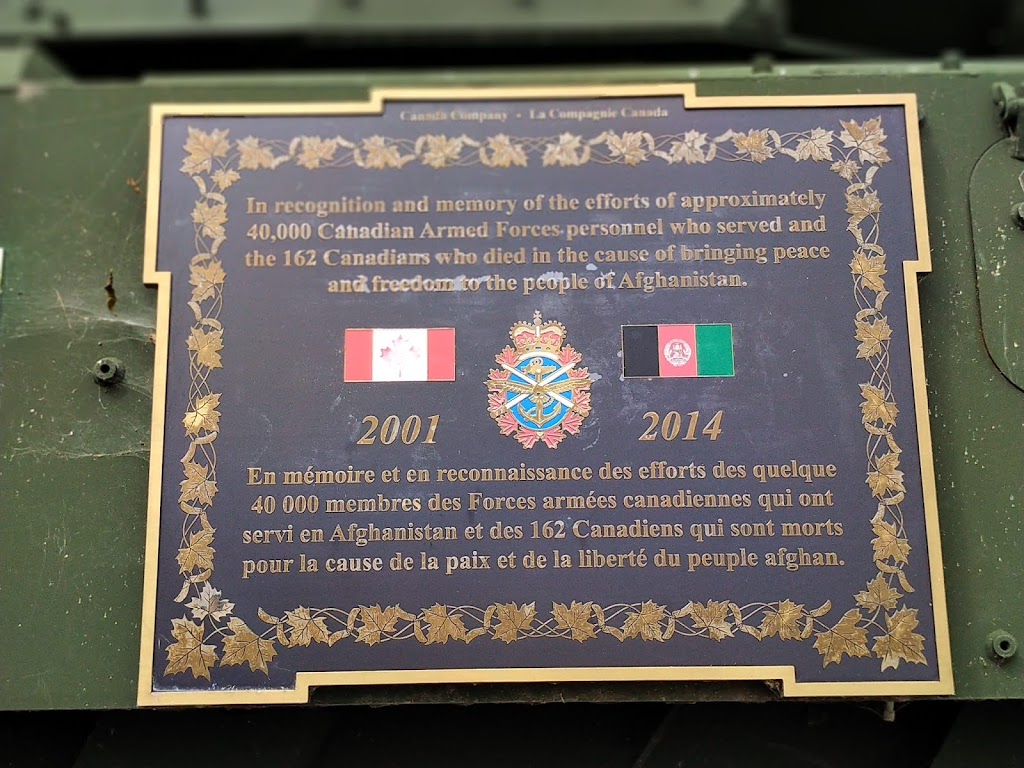 Canada Company - La Compagnie Canada
In recognition and memory of the efforts of approximately
40,000 Canadian Armed Forces personnel who served and
the 162 Canadians who died in the cause of bringing peace
and freedom to the people of Afghanistan.
2001 2014
En mémoire et en reconnaissance des efforts des quelque
40 000 membres des Forces armées canadiennes qui ont
servi en Afghanistan et des 162 Canadiens qui sont morts
pour la cause de la paix et de la liberté du peuple afghan.